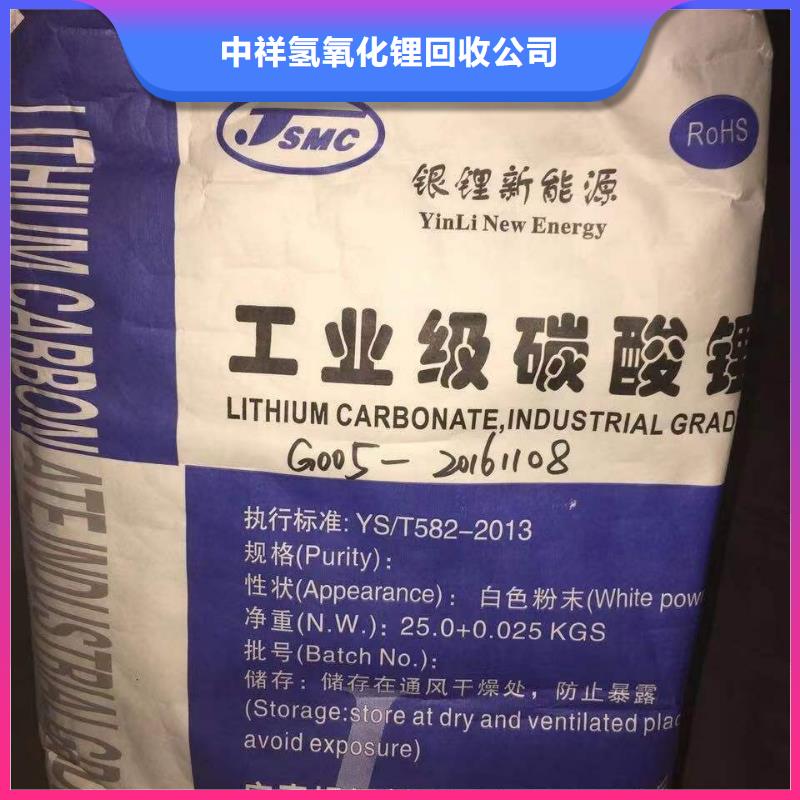 中祥氢氧化锂回收公司
JSMC
RoHS
银锂新能源
YinLi New Energy
工业级碳酸锂
LITHIUM CARBONATE,INDUSTRIAL GRAD
G005-20161108
LITHIUM CARBONATE INDUSTRIAL GR
执行标准: YS/T582-2013
规格(Purity):
性状(Appearance): 白色粉末(White pow
净重(N.W.): 25.0+0.025 KGS
批号(Batch No.):
储存: 储存在通风干燥处, 防止暴露
(Storage:store at dry and ventilated plac
avoid exposure)